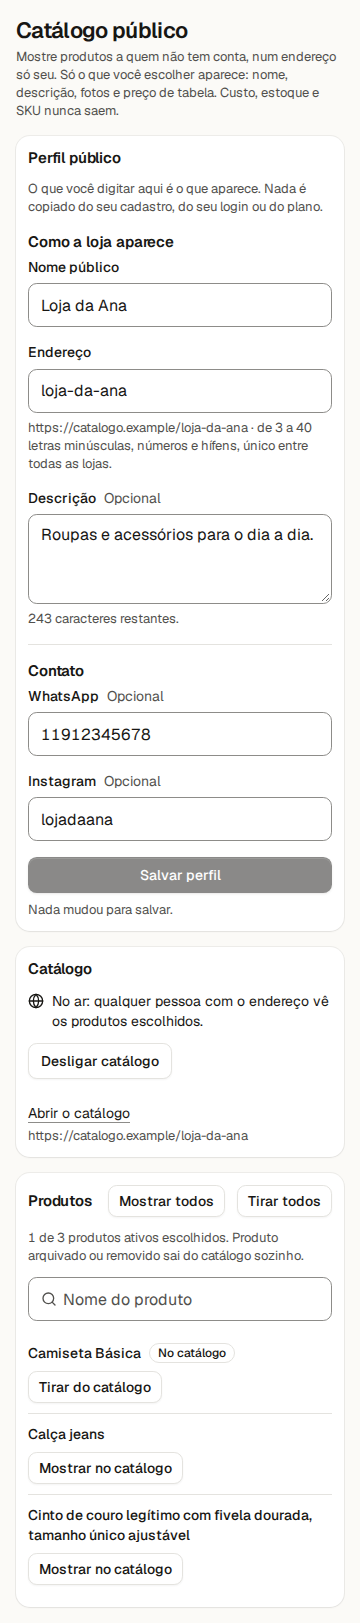 Catálogo público
Mostre produtos a quem não tem conta, num endereço
só seu. Só o que você escolher aparece: nome,
descrição, fotos e preço de tabela. Custo, estoque e
SKU nunca saem.
Perfil público
O que você digitar aqui é o que aparece. Nada é
copiado do seu cadastro, do seu login ou do plano.
Como a loja aparece
Nome público
Loja da Ana
Endereço
loja-da-ana
https://catalogo.example/loja-da-ana · de 3 a 40
letras minúsculas, números e hífens, único entre
todas as lojas.
Descrição Opcional
Roupas e acessórios para o dia a dia.
243 caracteres restantes.
Contato
WhatsApp Opcional
11912345678
Instagram Opcional
lojadaana
Salvar perfil
Nada mudou para salvar.
Catálogo
No ar: qualquer pessoa com o endereço vê
os produtos escolhidos.
Desligar catálogo
Abrir o catálogo
https://catalogo.example/loja-da-ana
Produtos Mostrar todos Tirar todos
1 de 3 produtos ativos escolhidos. Produto
arquivado ou removido sai do catálogo sozinho.
Nome do produto
Camiseta Básica No catálogo
Tirar do catálogo
Calça jeans
Mostrar no catálogo
Cinto de couro legítimo com fivela dourada,
tamanho único ajustável
Mostrar no catálogo